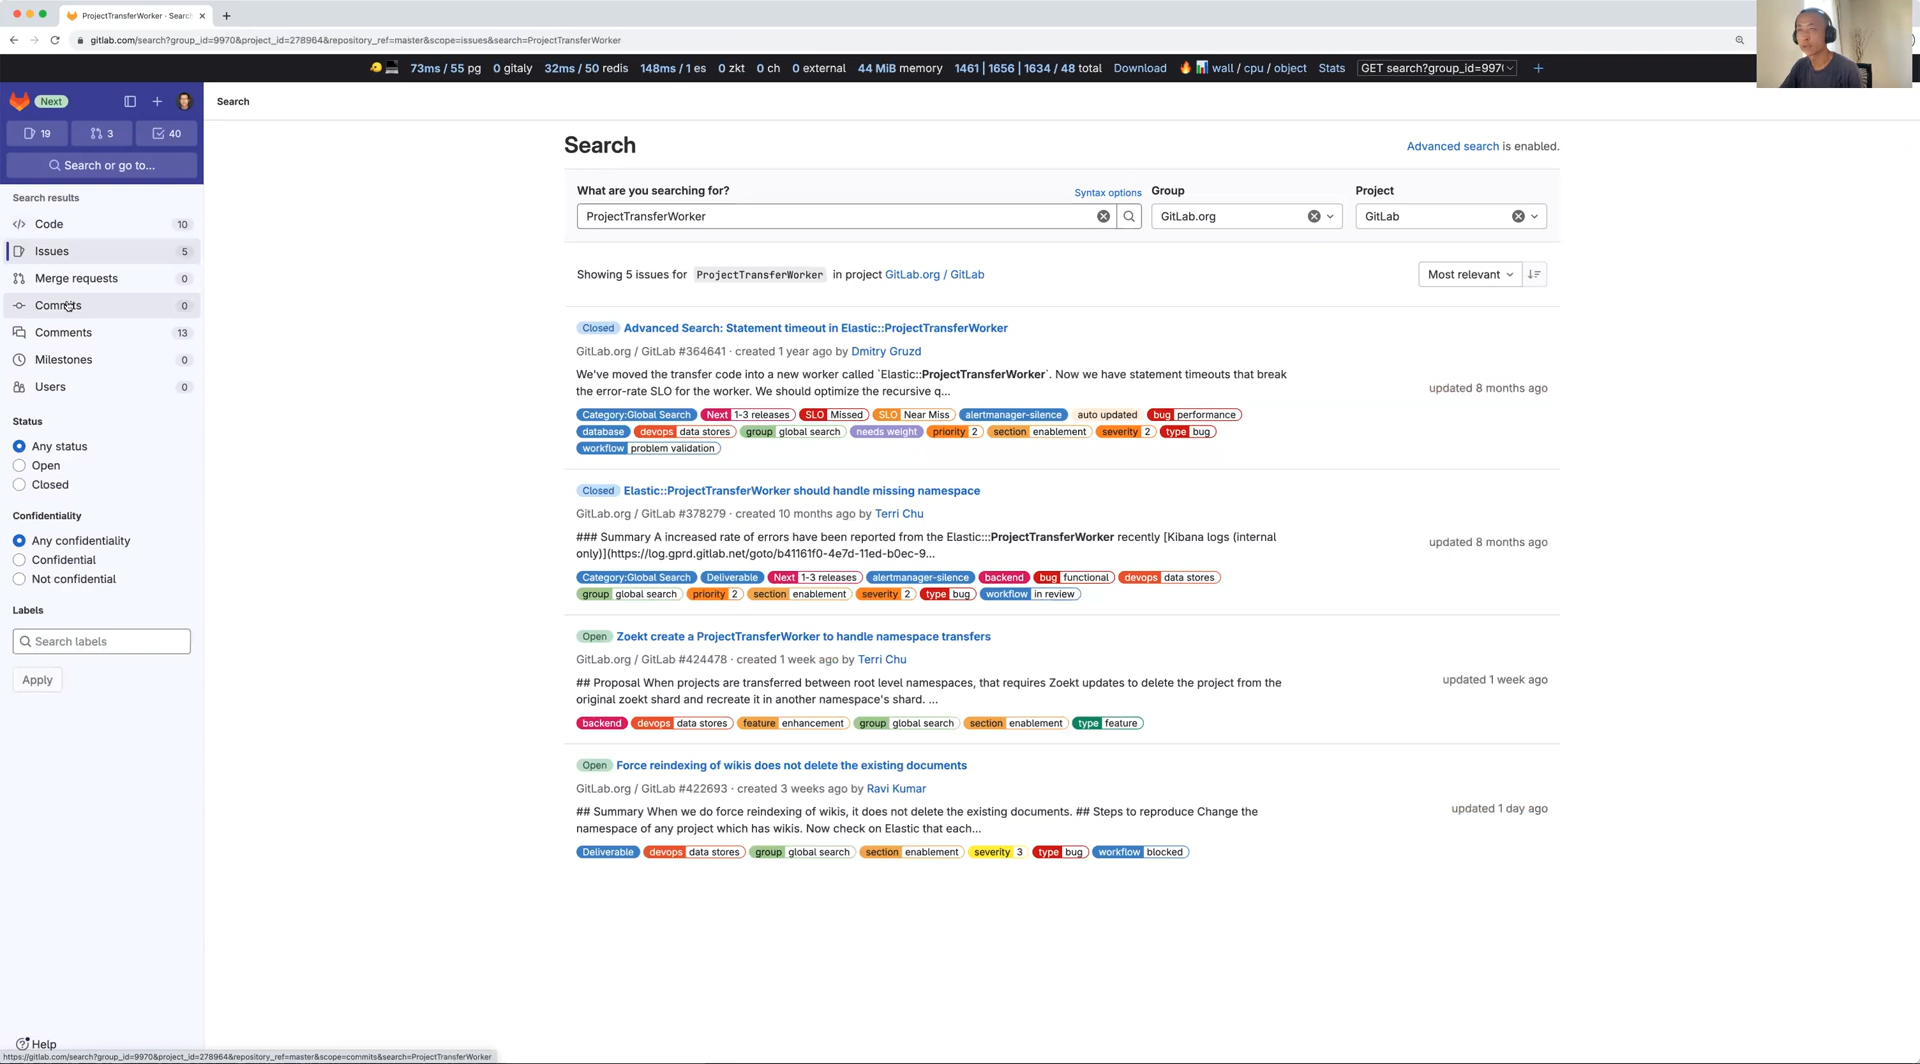 ProjectTransferWorker · Search
gitlab.com/search?group_id=9970&project_id=278964&repository_ref=master&scope=issues&search=ProjectTransferWorker
73ms / 55 pg 0 gitaly 32ms / 50 redis 148ms / 1 es 0 zkt 0 ch 0 external 44 MiB memory 1461 | 1656 | 1634 / 48 total Download wall / cpu / object Stats GET search?group_id=997( +
Next
19 3 40
Search or go to...
Search results
Code 10
Issues 5
Merge requests 0
Commits 0
Comments 13
Milestones 0
Users 0
Status
Any status
Open
Closed
Confidentiality
Any confidentiality
Confidential
Not confidential
Labels
Search labels
Apply
Help
https://gitlab.com/search?group_id=9970&project_id=278964&repository_ref=master&scope=commits&search=ProjectTransferWorker
Search
Search
Advanced search is enabled.
What are you searching for? Syntax options Group Project
ProjectTransferWorker GitLab.org GitLab
Showing 5 issues for ProjectTransferWorker in project GitLab.org / GitLab Most relevant
Closed Advanced Search: Statement timeout in Elastic::ProjectTransferWorker
GitLab.org / GitLab #364641 · created 1 year ago by Dmitry Gruzd
We've moved the transfer code into a new worker called `Elastic::ProjectTransferWorker`. Now we have statement timeouts that break
the error-rate SLO for the worker. We should optimize the recursive q...
updated 8 months ago
Category:Global Search Next 1-3 releases SLO Missed SLO Near Miss alertmanager-silence auto updated bug performance
database devops data stores group global search needs weight priority 2 section enablement severity 2 type bug
workflow problem validation
Closed Elastic::ProjectTransferWorker should handle missing namespace
GitLab.org / GitLab #378279 · created 10 months ago by Terri Chu
### Summary A increased rate of errors have been reported from the Elastic:::ProjectTransferWorker recently [Kibana logs (internal
only)](https://log.gprd.gitlab.net/goto/b41161f0-4e7d-11ed-b0ec-9...
updated 8 months ago
Category:Global Search Deliverable Next 1-3 releases alertmanager-silence backend bug functional devops data stores
group global search priority 2 section enablement severity 2 type bug workflow in review
Open Zoekt create a ProjectTransferWorker to handle namespace transfers
GitLab.org / GitLab #424478 · created 1 week ago by Terri Chu
## Proposal When projects are transferred between root level namespaces, that requires Zoekt updates to delete the project from the
original zoekt shard and recreate it in another namespace's shard. ...
updated 1 week ago
backend devops data stores feature enhancement group global search section enablement type feature
Open Force reindexing of wikis does not delete the existing documents
GitLab.org / GitLab #422693 · created 3 weeks ago by Ravi Kumar
## Summary When we do force reindexing of wikis, it does not delete the existing documents. ## Steps to reproduce Change the
namespace of any project which has wikis. Now check on Elastic that each...
updated 1 day ago
Deliverable devops data stores group global search section enablement severity 3 type bug workflow blocked